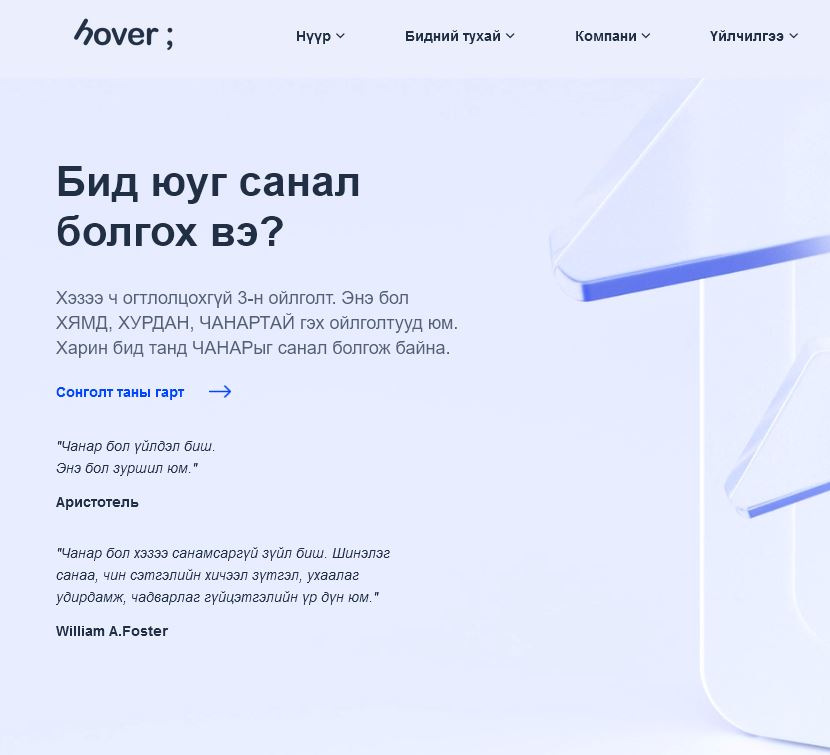 hover ;
Нүүр
Бидний тухай
Компани
Үйлчилгээ
Бид юуг санал
болгох вэ?
Хэзээ ч огтлолцохгүй 3-н ойлголт. Энэ бол
ХЯМД, ХУРДАН, ЧАНАРТАЙ гэх ойлголтууд юм.
Харин бид танд ЧАНАРыг санал болгож байна.
Сонголт таны гарт
"Чанар бол үйлдэл биш.
Энэ бол зуршил юм."
Аристотель
"Чанар бол хэзээ санамсаргүй зүйл биш. Шинэлэг
санаа, чин сэтгэлийн хичээл зүтгэл, ухаалаг
удирдамж, чадварлаг гүйцэтгэлийн үр дүн юм."
William A.Foster